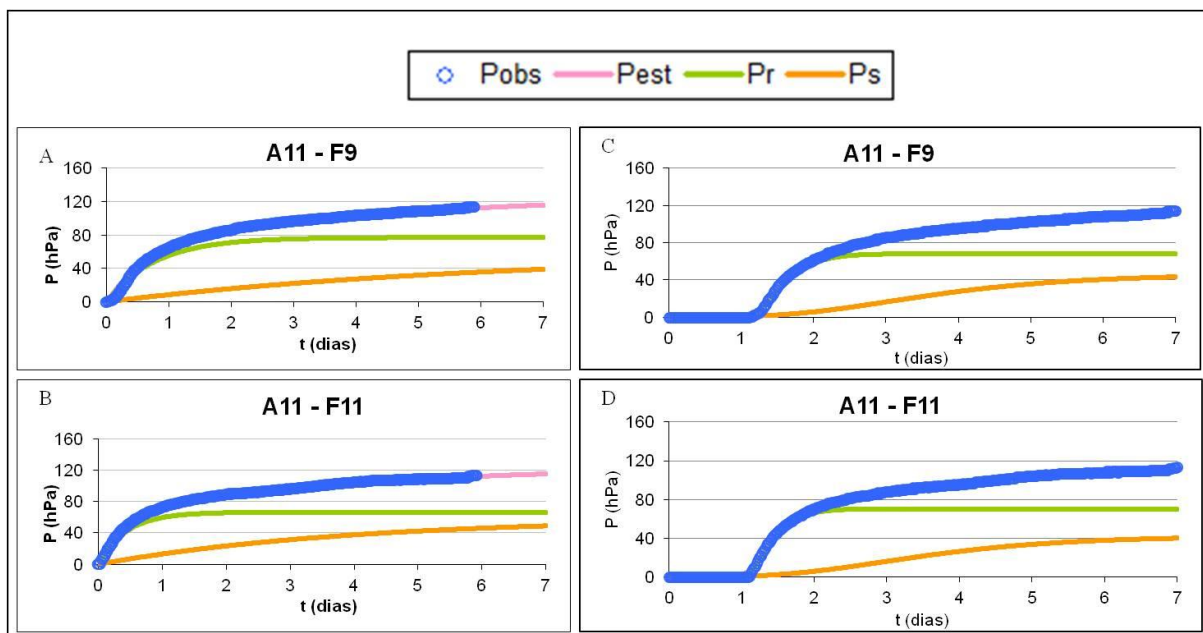 Pobs Pest Pr Ps
A
A11 - F9
160
120
80
40
0
P (hPa)
0 1 2 3 4 5 6 7
t (dias)
C
A11 - F9
160
120
80
40
0
P (hPa)
0 1 2 3 4 5 6 7
t (dias)
B
A11 - F11
160
120
80
40
0
P (hPa)
0 1 2 3 4 5 6 7
t (dias)
D
A11 - F11
160
120
80
40
0
P (hPa)
0 1 2 3 4 5 6 7
t (dias)